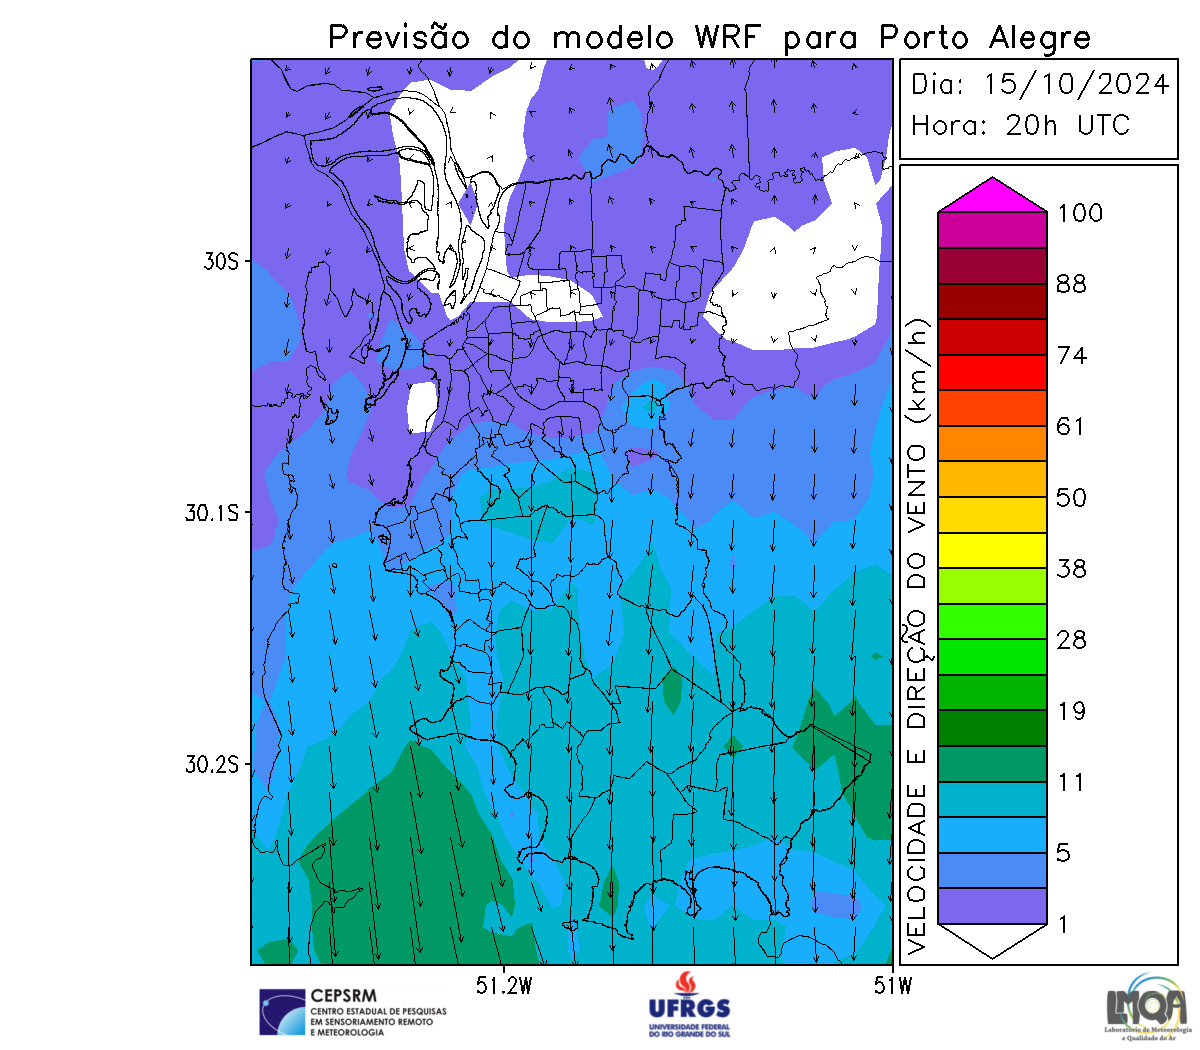 Previsão do modelo WRF para Porto Alegre
Dia: 15/10/2024
Hora: 20h UTC
30S
30.1S
30.2S
51.2W
51W
VELOCIDADE E DIREÇÃO DO VENTO (km/h)
100
88
74
61
50
38
28
19
11
5
1
CEPSRM
CENTRO ESTADUAL DE PESQUISAS
EM SENSORIAMENTO REMOTO
E METEOROLOGIA
UFRGS
UNIVERSIDADE FEDERAL
DO RIO GRANDE DO SUL
LMQA
Laboratório de Meteorologia
e Qualidade do Ar